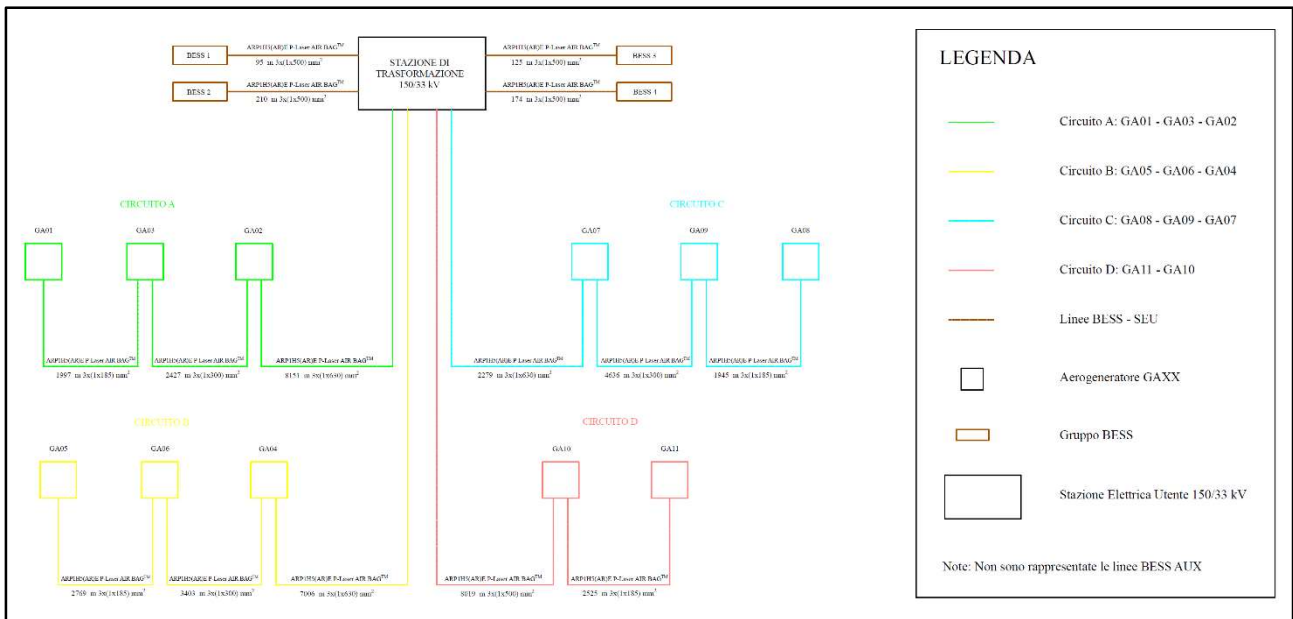 BESS 1
ARP1H5(AR)E P-Laser AIR BAG™
95 m 3x(1x500) mm²
BESS 2
ARP1H5(AR)E P-Laser AIR BAG™
210 m 3x(1x500) mm²
STAZIONE DI
TRASFORMAZIONE
150/33 kV
ARP1H5(AR)E P-Laser AIR BAG™
125 m 3x(1x500) mm²
BESS 3
ARP1H5(AR)E P-Laser AIR BAG™
174 m 3x(1x500) mm²
BESS 4
CIRCUITO A
GA01
GA03
GA02
ARP1H5(AR)E P-Laser AIR BAG™
1997 m 3x(1x185) mm²
ARP1H5(AR)E P-Laser AIR BAG™
2427 m 3x(1x300) mm²
ARP1H5(AR)E P-Laser AIR BAG™
8151 m 3x(1x630) mm²
CIRCUITO C
GA07
GA09
GA08
ARP1H5(AR)E P-Laser AIR BAG™
2279 m 3x(1x630) mm²
ARP1H5(AR)E P-Laser AIR BAG™
4636 m 3x(1x300) mm²
ARP1H5(AR)E P-Laser AIR BAG™
1945 m 3x(1x185) mm²
CIRCUITO B
GA05
GA06
GA04
ARP1H5(AR)E P-Laser AIR BAG™
2769 m 3x(1x185) mm²
ARP1H5(AR)E P-Laser AIR BAG™
3403 m 3x(1x300) mm²
ARP1H5(AR)E P-Laser AIR BAG™
7006 m 3x(1x630) mm²
CIRCUITO D
GA10
GA11
ARP1H5(AR)E P-Laser AIR BAG™
8019 m 3x(1x500) mm²
ARP1H5(AR)E P-Laser AIR BAG™
2525 m 3x(1x185) mm²
LEGENDA
Circuito A: GA01 - GA03 - GA02
Circuito B: GA05 - GA06 - GA04
Circuito C: GA08 - GA09 - GA07
Circuito D: GA11 - GA10
Linee BESS - SEU
Aerogeneratore GAXX
Gruppo BESS
Stazione Elettrica Utente 150/33 kV
Note: Non sono rappresentate le linee BESS AUX